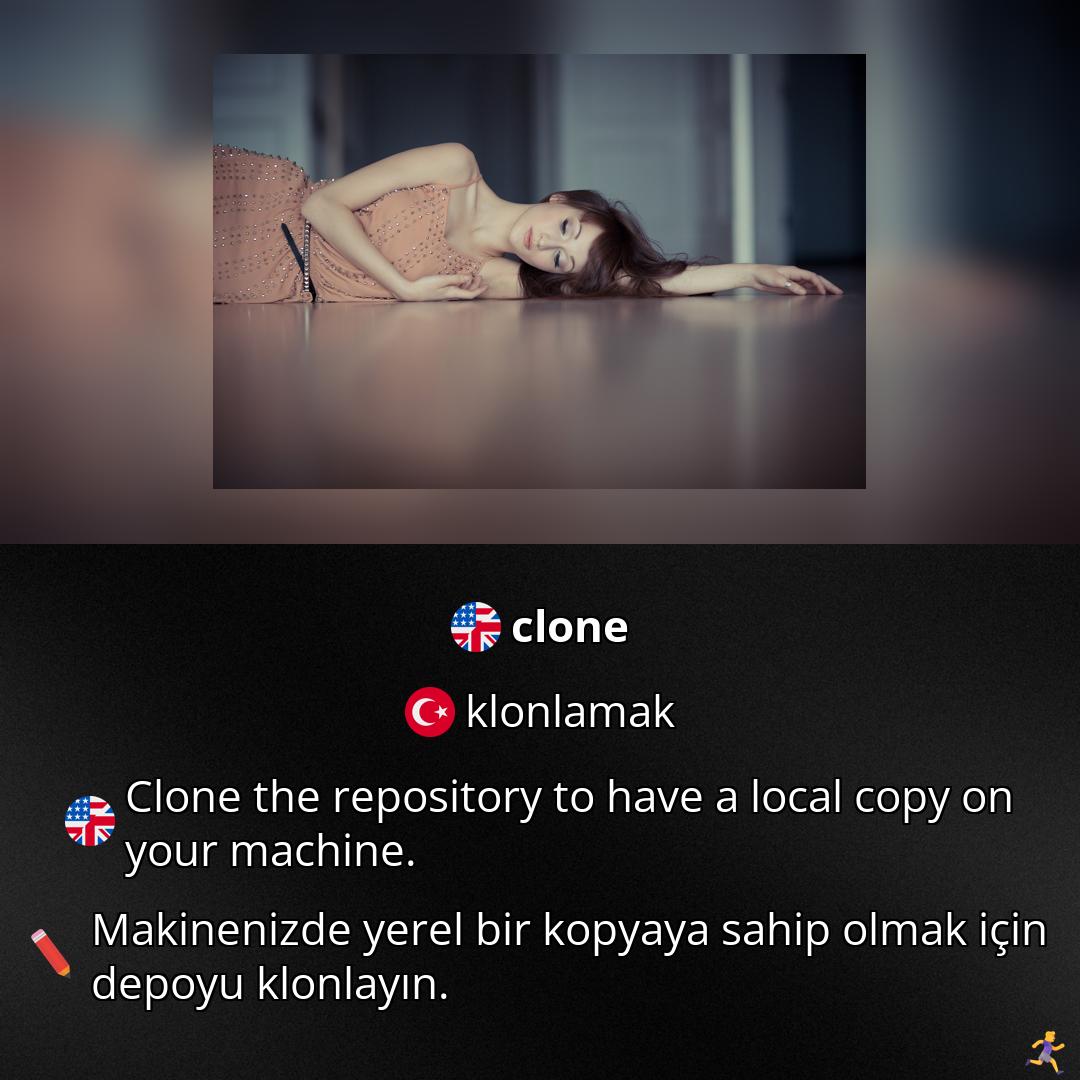 clone
klonlamak
Clone the repository to have a local copy on
your machine.
Makinenizde yerel bir kopyaya sahip olmak için
depoyu klonlayın.